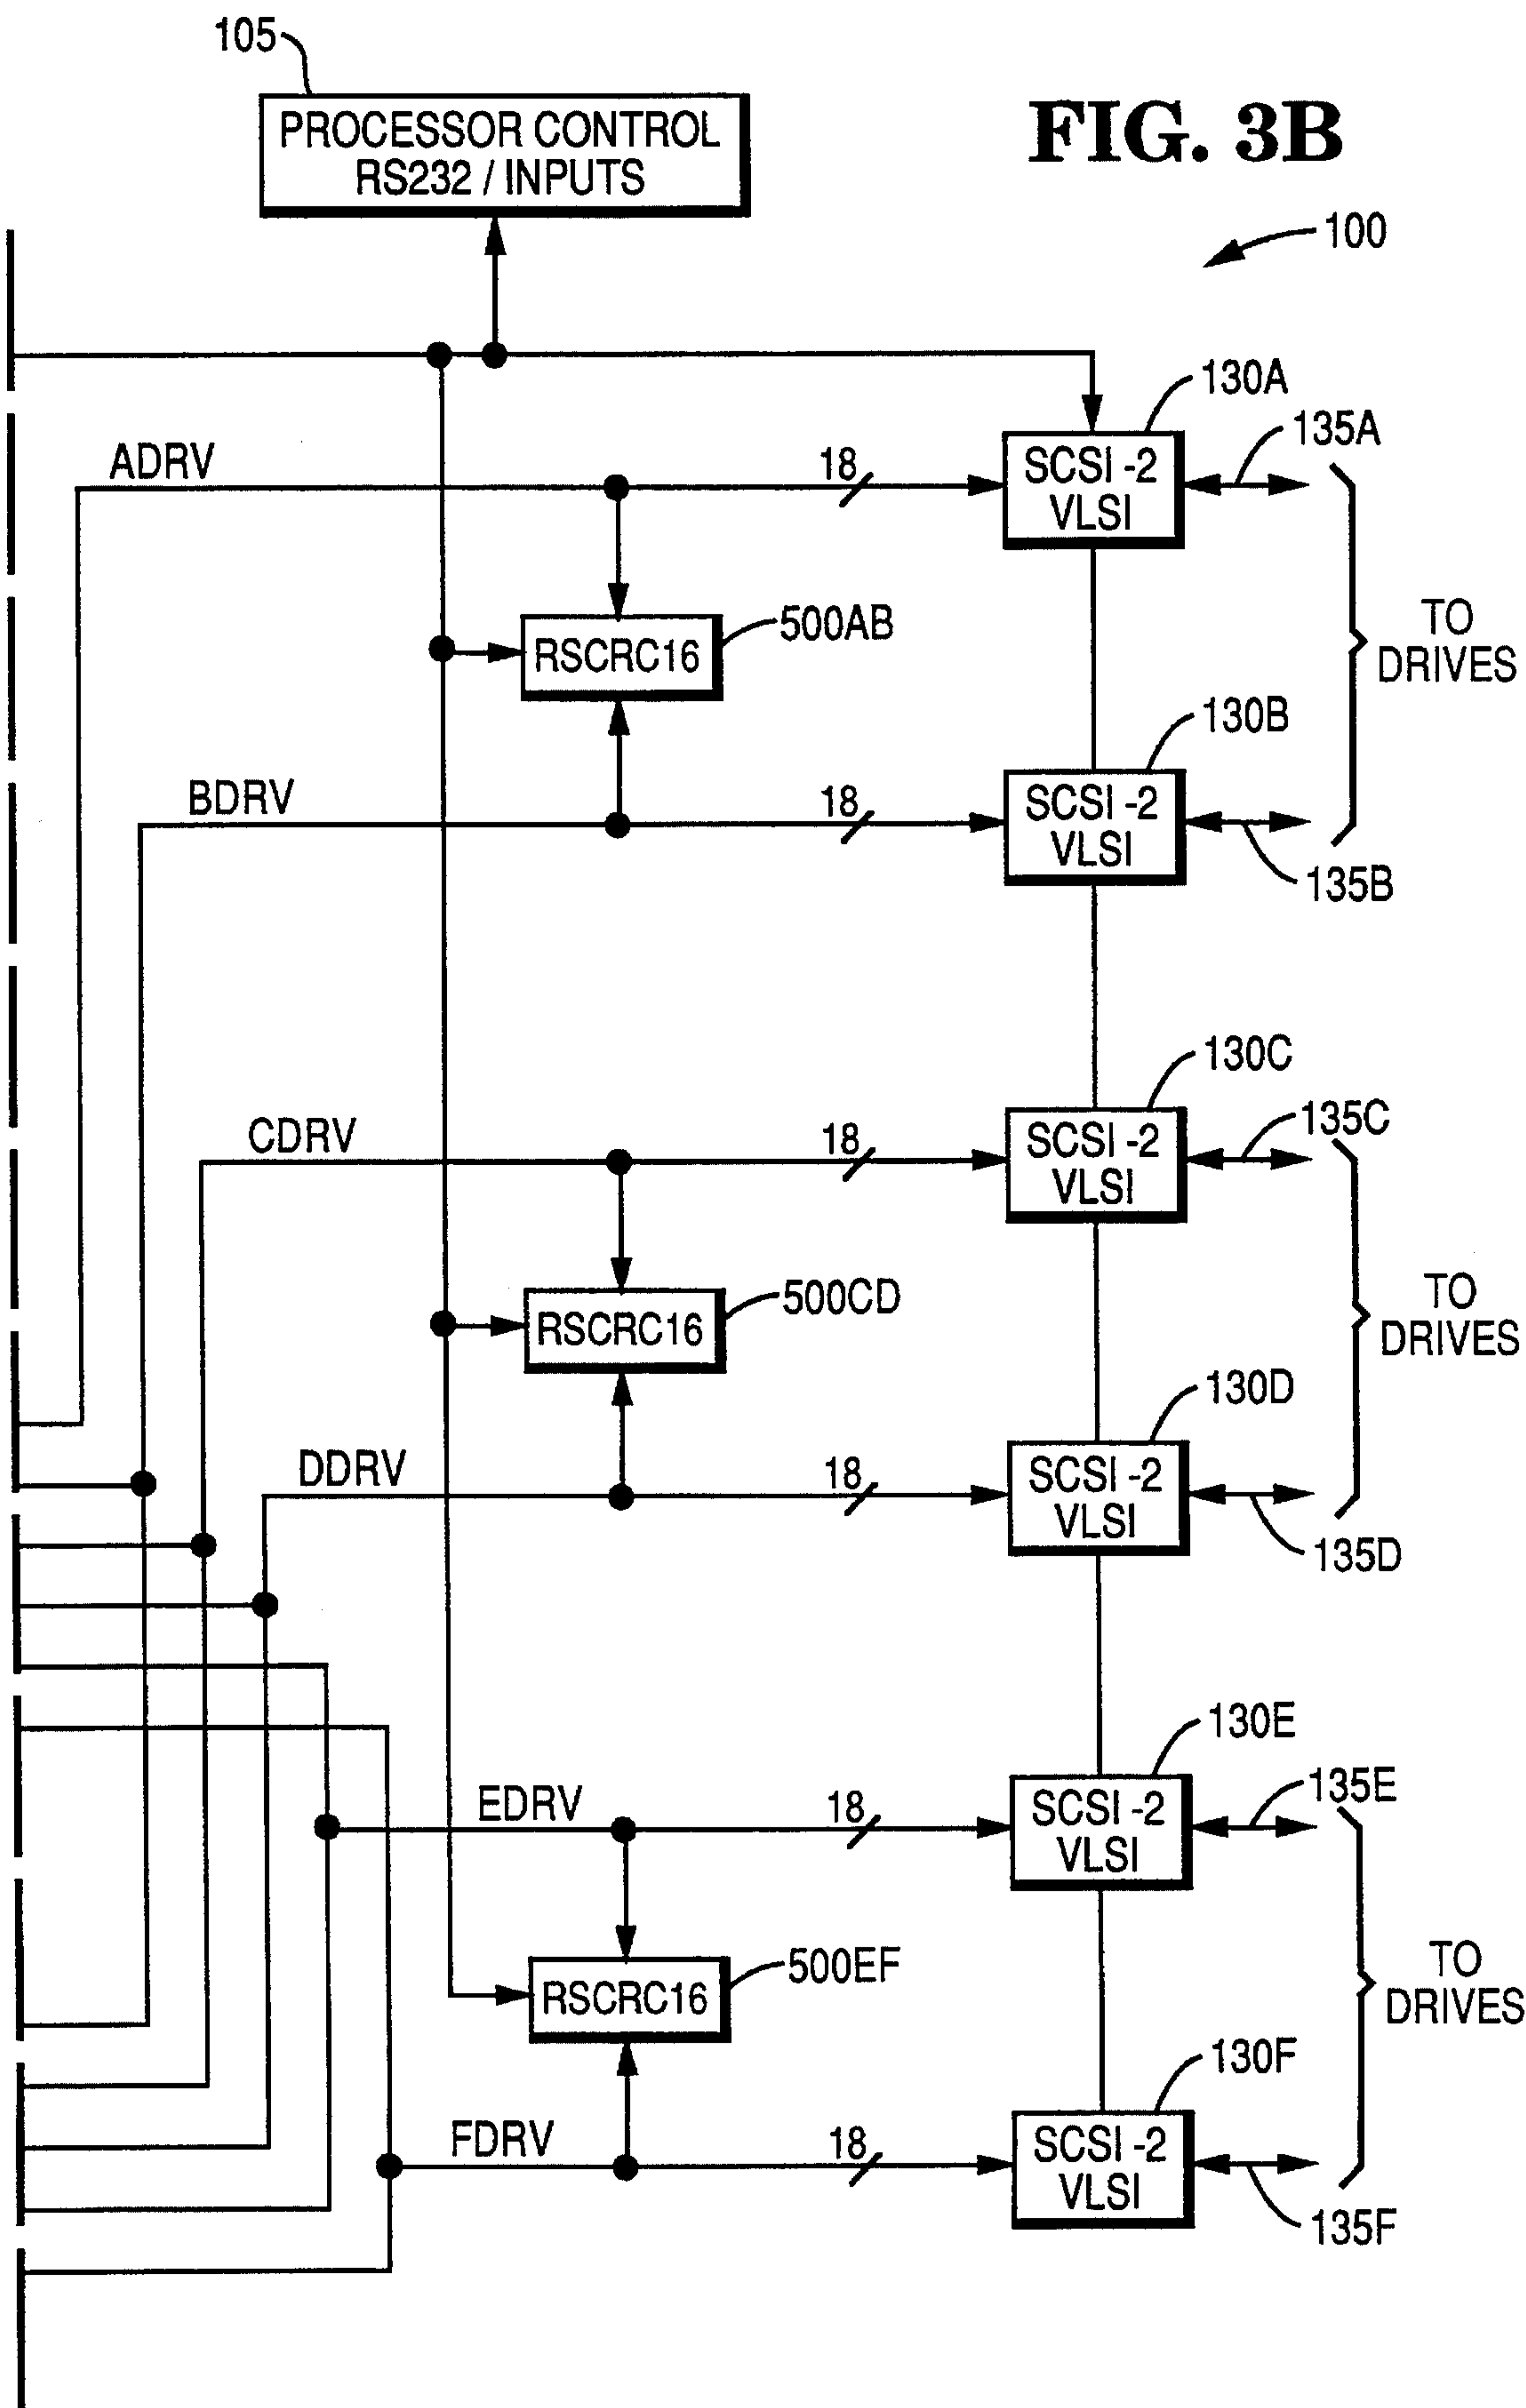 105
PROCESSOR CONTROL
RS232 / INPUTS
FIG. 3B
100
130A
135A
ADRV
18
SCSI -2
VLSI
500AB
RSCRC16
TO
DRIVES
130B
BDRV
18
SCSI -2
VLSI
135B
130C
135C
CDRV
18
SCSI -2
VLSI
500CD
RSCRC16
TO
DRIVES
130D
DDRV
18
SCSI -2
VLSI
135D
130E
135E
EDRV
18
SCSI -2
VLSI
500EF
RSCRC16
TO
DRIVES
130F
FDRV
18
SCSI -2
VLSI
135F